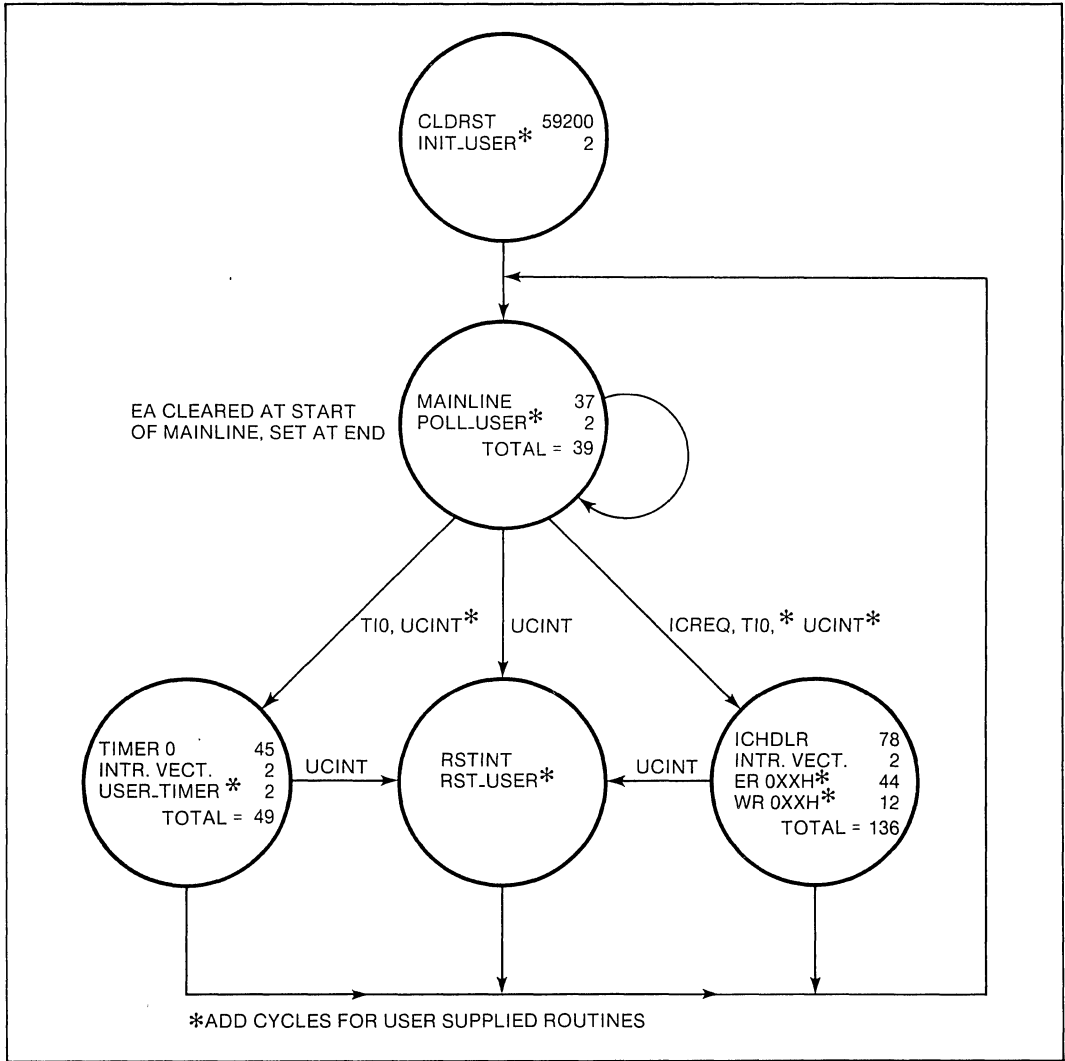 CLDRST 59200
INIT_USER* 2
EA CLEARED AT START
OF MAINLINE, SET AT END
MAINLINE 37
POLL_USER* 2
TOTAL = 39
TI0, UCINT*
UCINT
ICREQ, TI0, * UCINT*
TIMER 0 45
INTR. VECT. 2
USER_TIMER * 2
TOTAL = 49
UCINT
RSTINT
RST_USER*
UCINT
ICHDLR 78
INTR. VECT. 2
ER 0XXH* 44
WR 0XXH* 12
TOTAL = 136
*ADD CYCLES FOR USER SUPPLIED ROUTINES